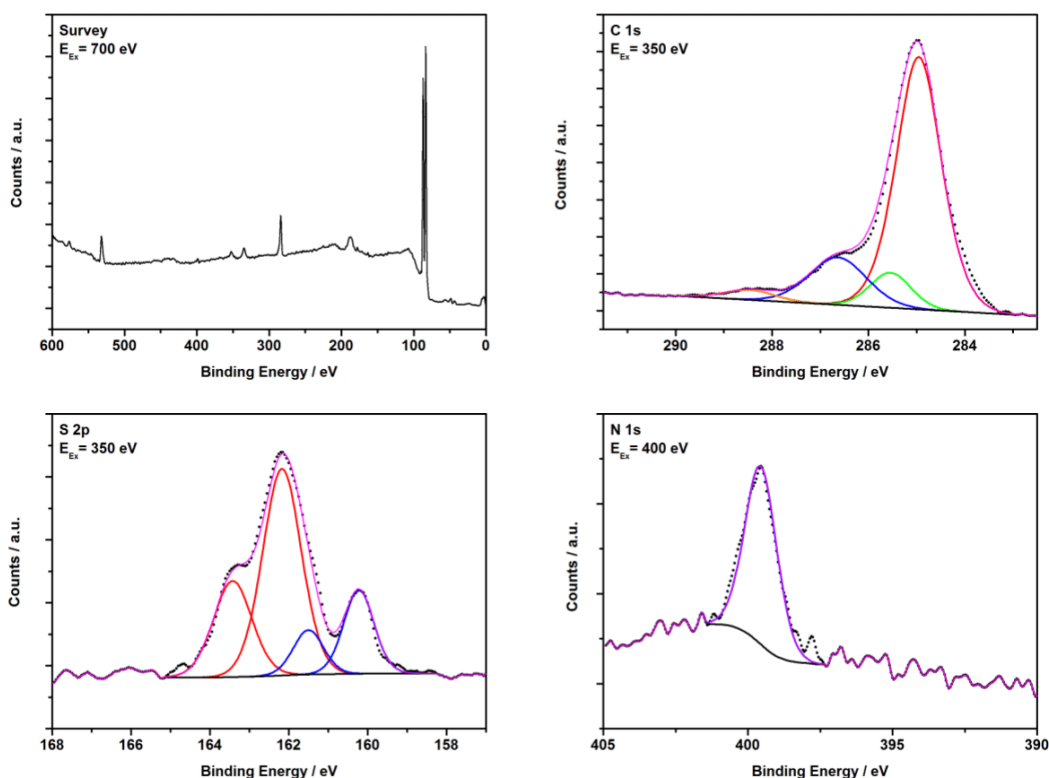 Survey
E_Ex = 700 eV
Counts / a.u.
600 500 400 300 200 100 0
Binding Energy / eV
C 1s
E_Ex = 350 eV
Counts / a.u.
290 288 286 284
Binding Energy / eV
S 2p
E_Ex = 350 eV
Counts / a.u.
168 166 164 162 160 158
Binding Energy / eV
N 1s
E_Ex = 400 eV
Counts / a.u.
405 400 395 390
Binding Energy / eV